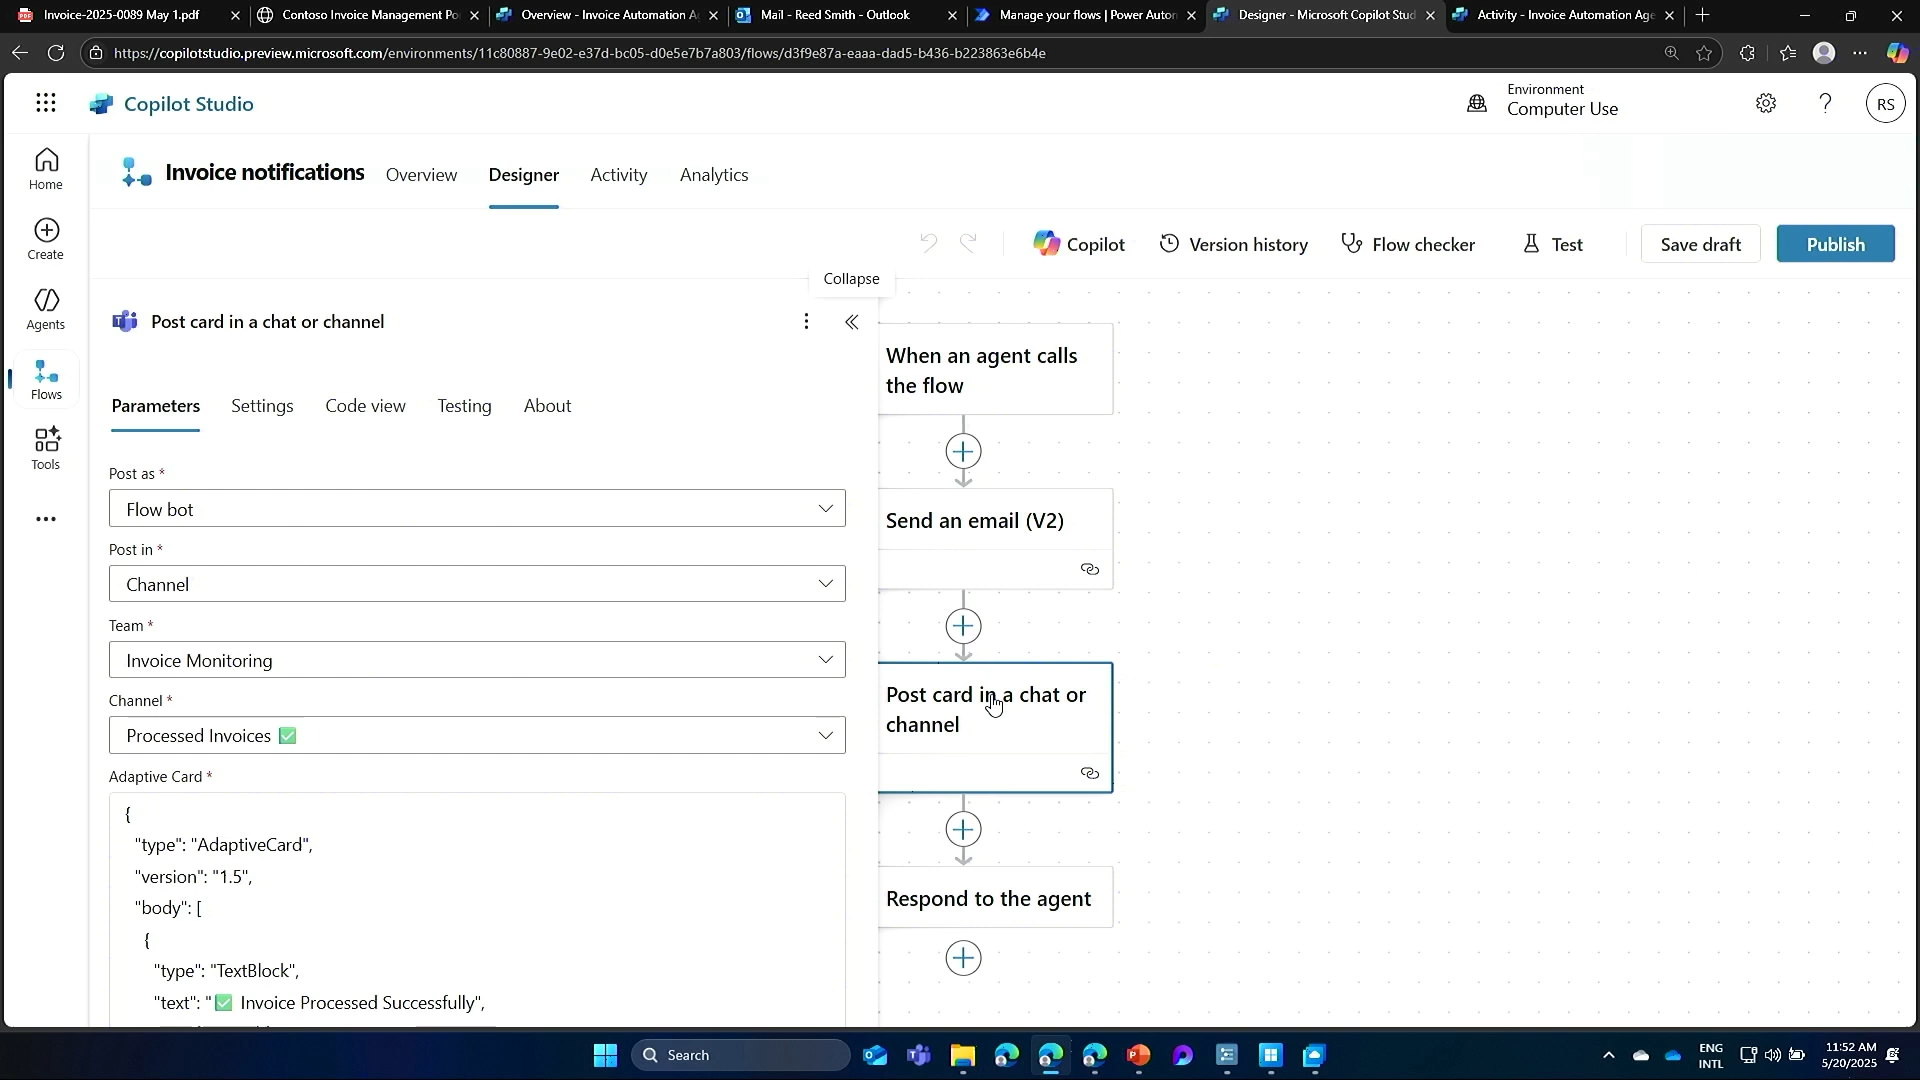 Invoice-2025-0089 May 1.pdf
Contoso Invoice Management Po
Overview - Invoice Automation A
Mail - Reed Smith - Outlook
Manage your flows | Power Auton
Designer - Microsoft Copilot Stud
Activity - Invoice Automation Age
https://copilotstudio.preview.microsoft.com/environments/11c80887-9e02-e37d-bc05-d0e5e7b7a803/flows/d3f9e87a-eaaa-dad5-b436-b223863e6b4e
Copilot Studio
Environment
Computer Use
RS
Home
Create
Agents
Flows
Tools
Invoice notifications
Overview
Designer
Activity
Analytics
Copilot
Version history
Flow checker
Test
Save draft
Publish
Collapse
Post card in a chat or channel
Parameters
Settings
Code view
Testing
About
Post as *
Flow bot
Post in *
Channel
Team *
Invoice Monitoring
Channel *
Processed Invoices ✅
Adaptive Card *
{
"type": "AdaptiveCard",
"version": "1.5",
"body": [
{
"type": "TextBlock",
"text": "✅ Invoice Processed Successfully",
When an agent calls
the flow
Send an email (V2)
Post card in a chat or
channel
Respond to the agent
Search
ENG
INTL
11:52 AM
5/20/2025